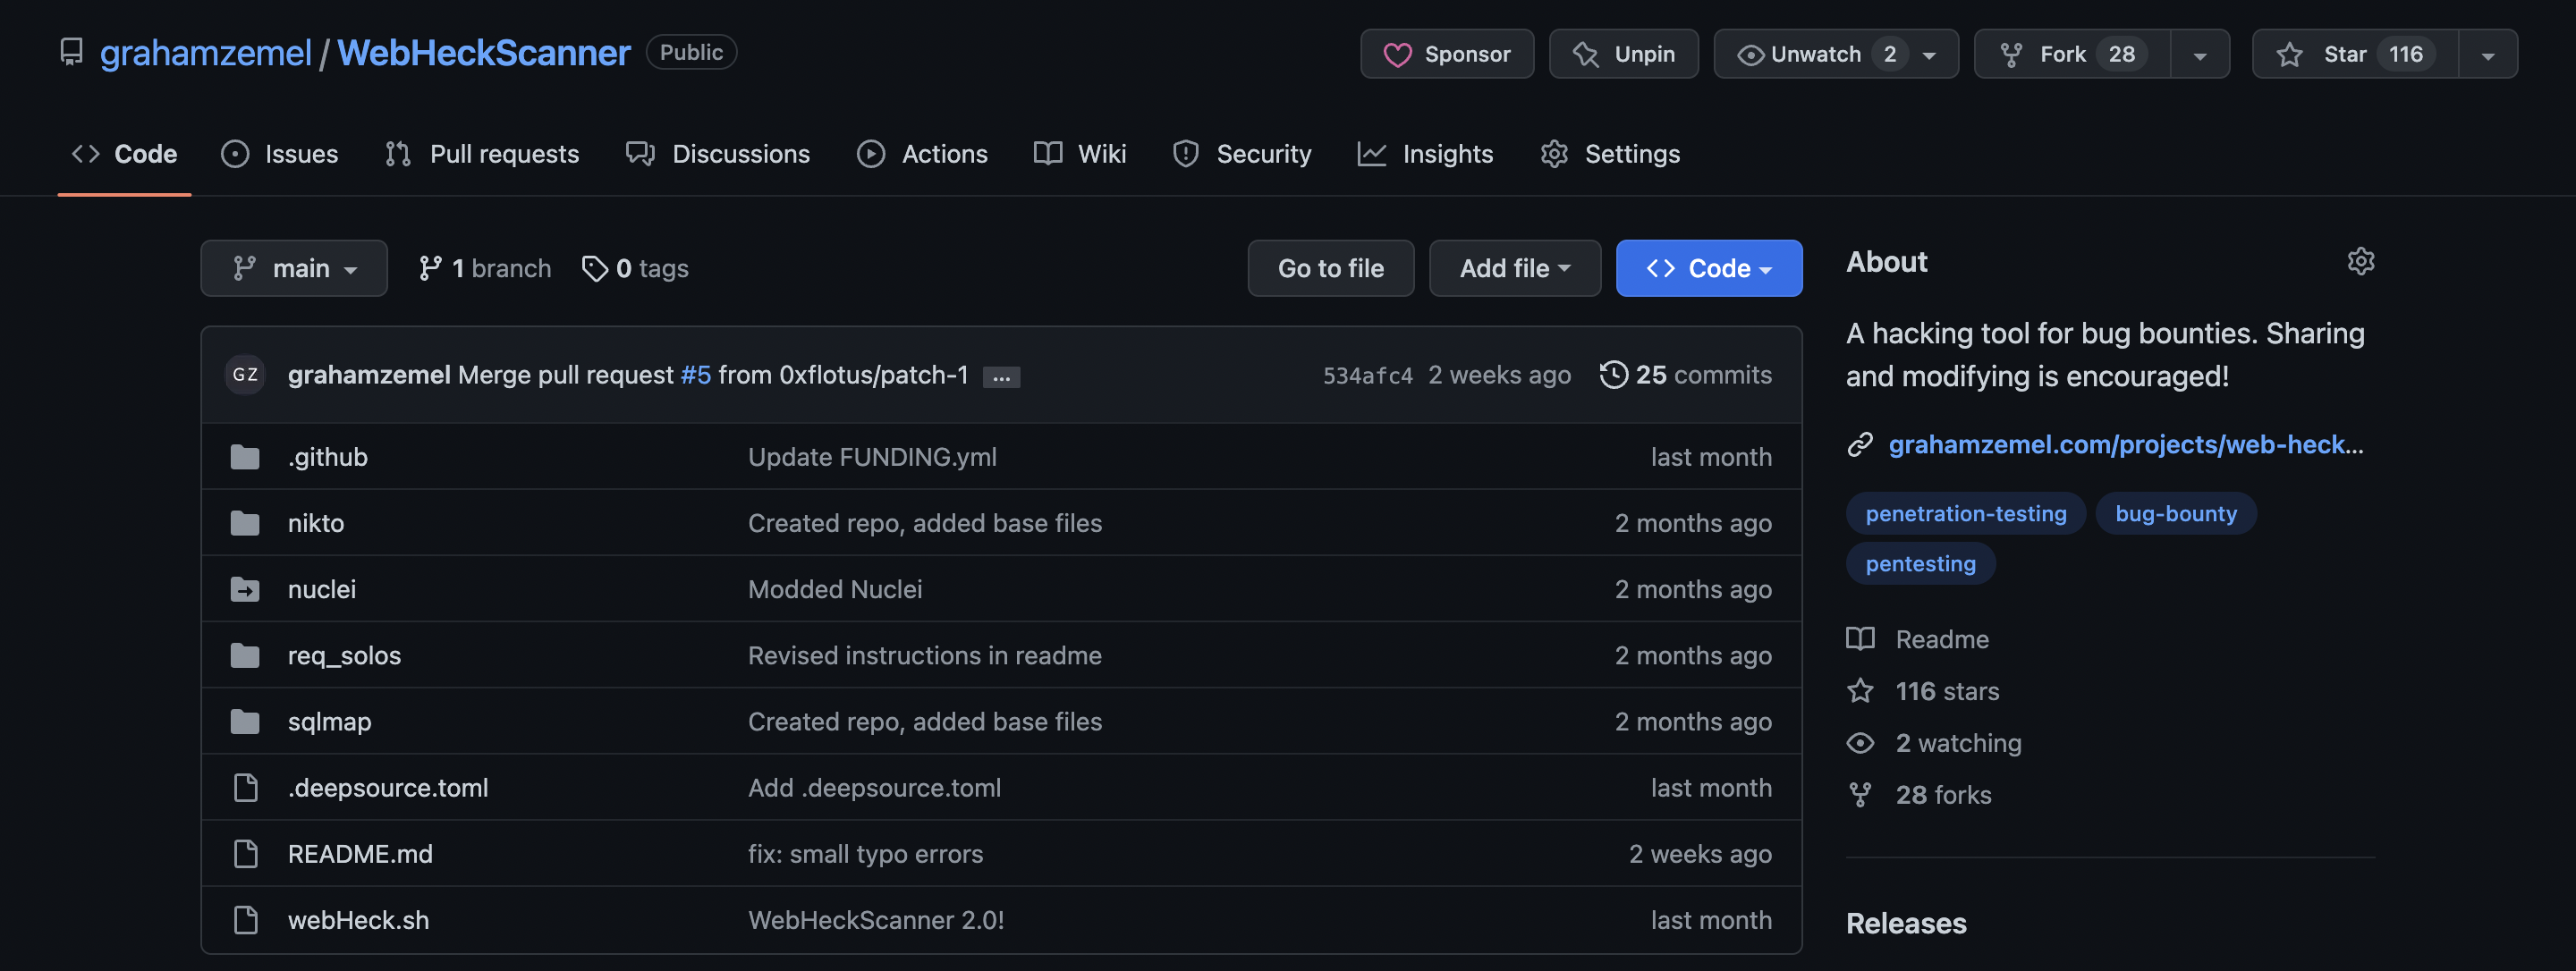 grahamzemel / WebHeckScanner Public
Sponsor Unpin Unwatch 2 Fork 28 Star 116
Code Issues Pull requests Discussions Actions Wiki Security Insights Settings
main 1 branch 0 tags Go to file Add file Code
GZ grahamzemel Merge pull request #5 from 0xflotus/patch-1 ... 534afc4 2 weeks ago 25 commits
.github Update FUNDING.yml last month
nikto Created repo, added base files 2 months ago
nuclei Modded Nuclei 2 months ago
req_solos Revised instructions in readme 2 months ago
sqlmap Created repo, added base files 2 months ago
.deepsource.toml Add .deepsource.toml last month
README.md fix: small typo errors 2 weeks ago
webHeck.sh WebHeckScanner 2.0! last month
About
A hacking tool for bug bounties. Sharing
and modifying is encouraged!
grahamzemel.com/projects/web-heck...
penetration-testing bug-bounty
pentesting
Readme
116 stars
2 watching
28 forks
Releases